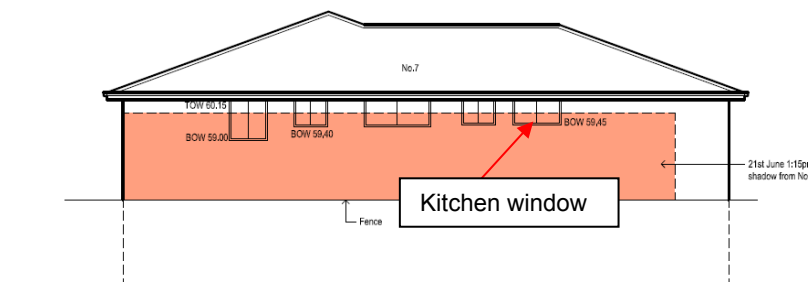 No.7
TOW 60.15
BOW 59.00
BOW 59,40
BOW 59,45
21st June 1:15p
shadow from No
Kitchen window
Fence